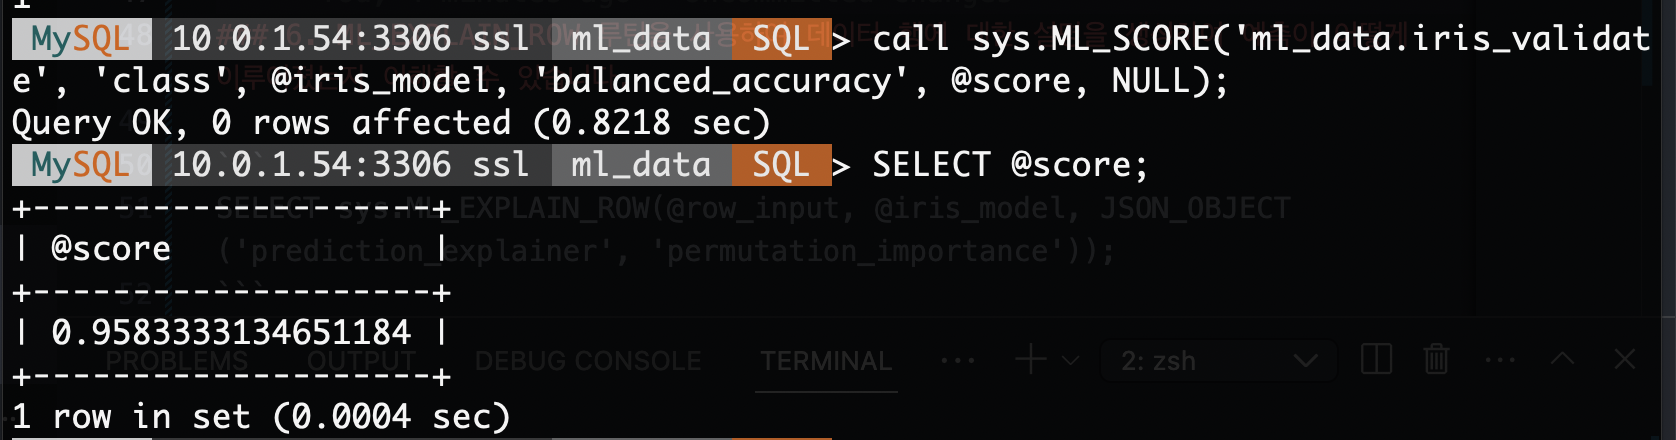 MySQL 10.0.1.54:3306 ssl ml_data SQL > call sys.ML_SCORE('ml_data.iris_validat
e', 'class', @iris_model, 'balanced_accuracy', @score, NULL);
Query OK, 0 rows affected (0.8218 sec)
MySQL 10.0.1.54:3306 ssl ml_data SQL > SELECT @score;
51 SELECT sys.ML_EXPLAIN_ROW(@row_input, @iris_model, JSON_OBJECT
+-------------------+
| @score            |
('prediction_explainer', 'permutation_importance'));
+-------------------+
52 ```
| 0.9583333134651184 |
PROBLEMS OUTPUT DEBUG CONSOLE TERMINAL ··· 2: zsh ···
+-------------------+
1 row in set (0.0004 sec)